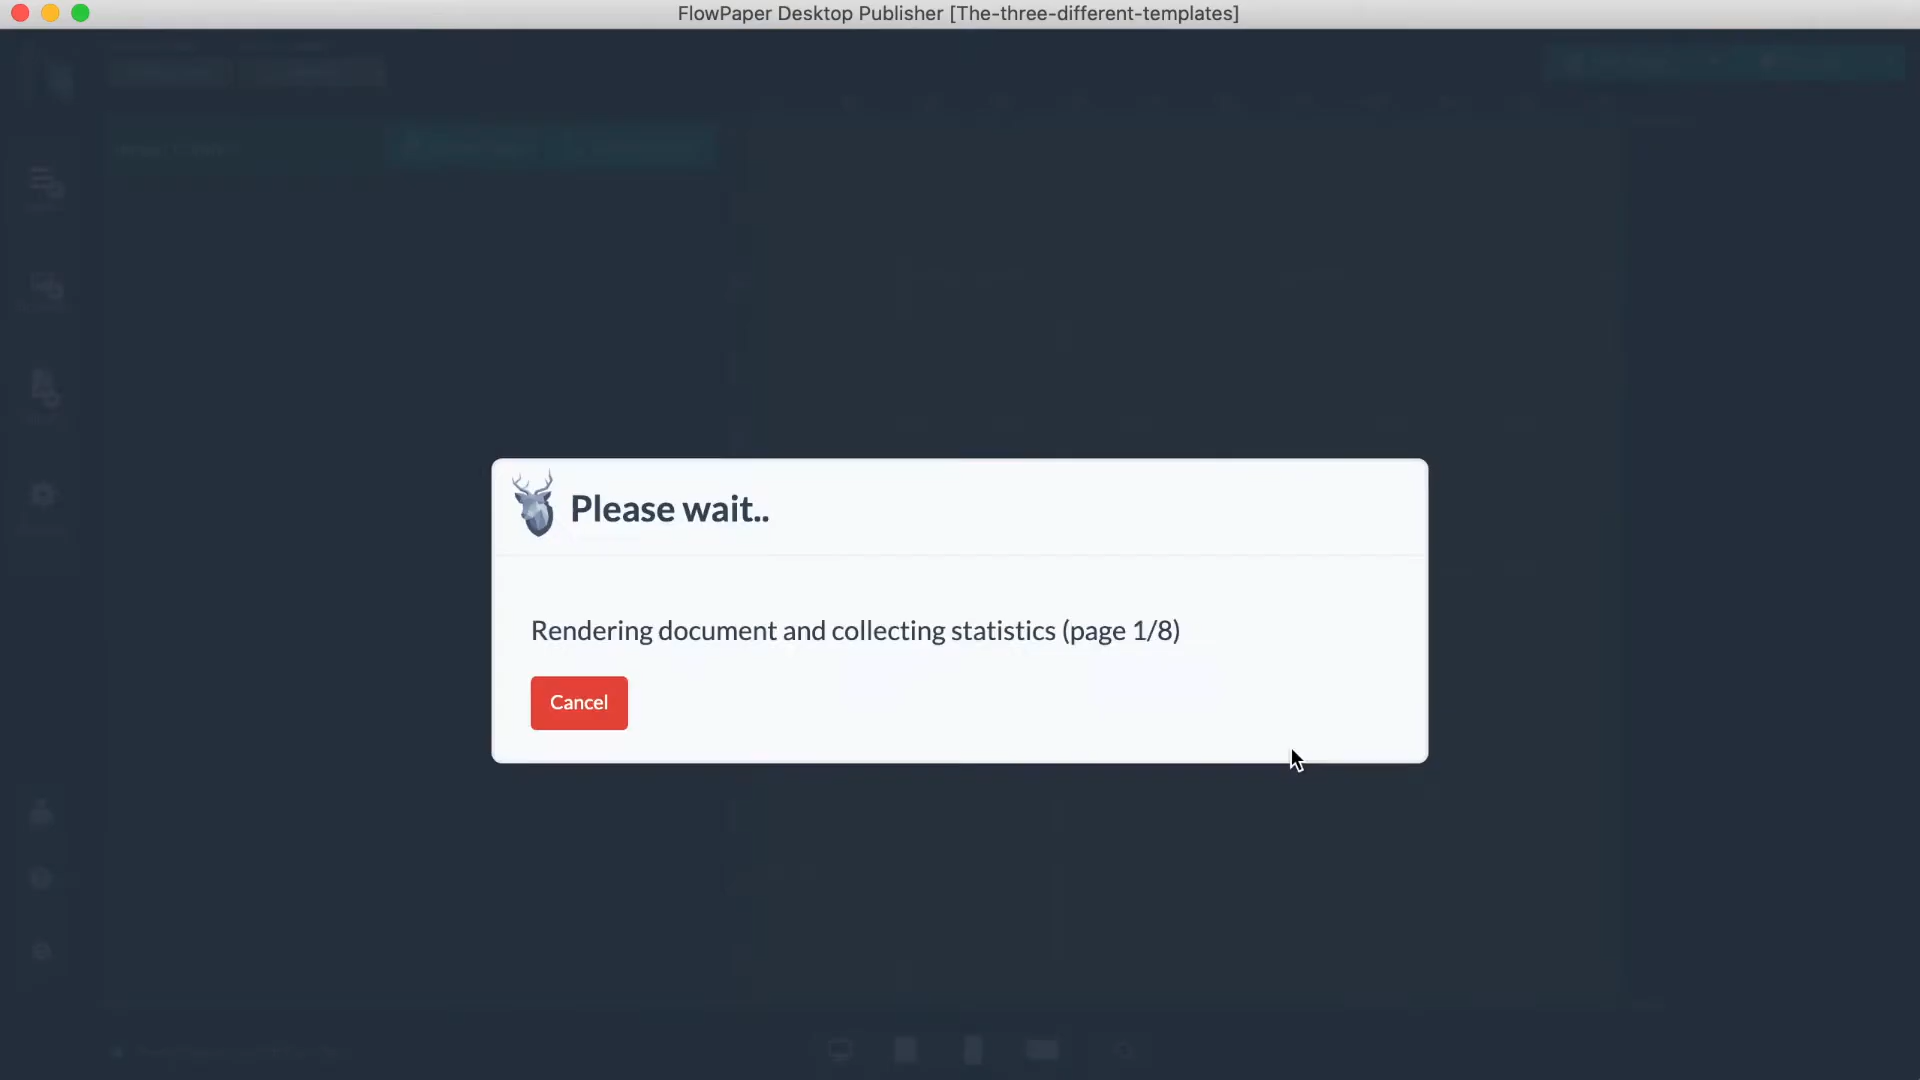 FlowPaper Desktop Publisher [The-three-different-templates]
Please wait..
Rendering document and collecting statistics (page 1/8)
Cancel